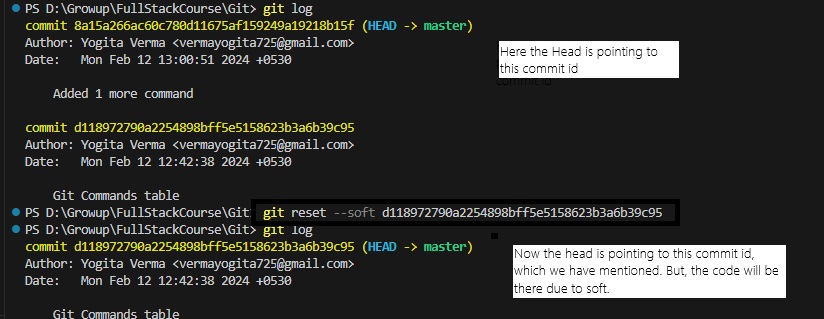 PS D:\Growup\FullStackCourse\Git> git log
commit 8a15a266ac60c780d11675af159249a19218b15f (HEAD -> master)
Author: Yogita Verma <vermayogita725@gmail.com>
Date:   Mon Feb 12 13:00:51 2024 +0530
Here the Head is pointing to
this commit id
commit id
Added 1 more command
commit d118972790a2254898bff5e5158623b3a6b39c95
Author: Yogita Verma <vermayogita725@gmail.com>
Date:   Mon Feb 12 12:42:38 2024 +0530
Git Commands table
PS D:\Growup\FullStackCourse\Git git reset --soft d118972790a2254898bff5e5158623b3a6b39c95
PS D:\Growup\FullStackCourse\Git> git log
commit d118972790a2254898bff5e5158623b3a6b39c95 (HEAD -> master)
Author: Yogita Verma <vermayogita725@gmail.com>
Date:   Mon Feb 12 12:42:38 2024 +0530
Now the head is pointing to this commit id,
which we have mentioned. But, the code will be
there due to soft.
Git Commands table